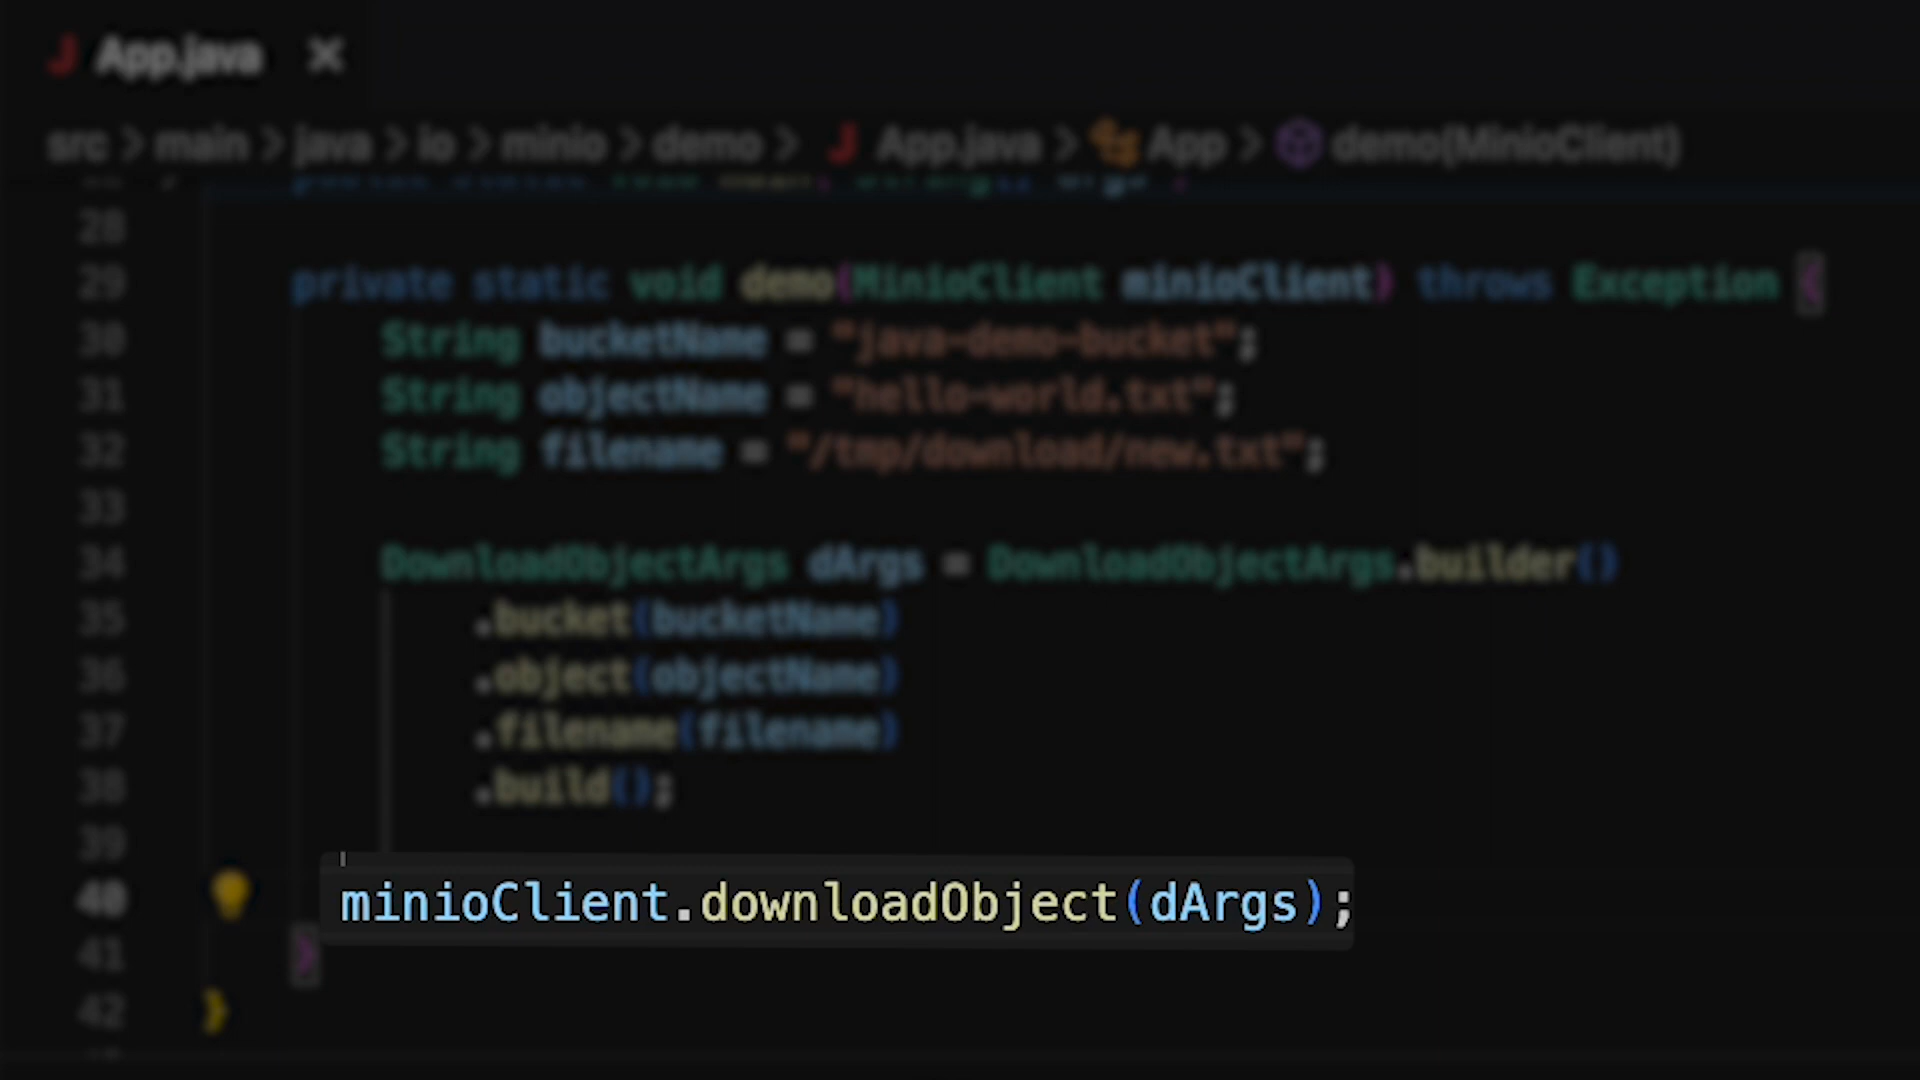 App.java
src > main > java > io > minio > demo > App.java > App > demo(MinioClient)
28
29 private static void demo(MinioClient minioClient) throws Exception {
30 String bucketName = "java-demo-bucket";
31 String objectName = "hello-world.txt";
32 String filename = "/tmp/download/new.txt";
33
34 DownloadObjectArgs dArgs = DownloadObjectArgs.builder()
35 .bucket(bucketName)
36 .object(objectName)
37 .filename(filename)
38 .build();
39
40 minioClient.downloadObject(dArgs);
41 }
42 }